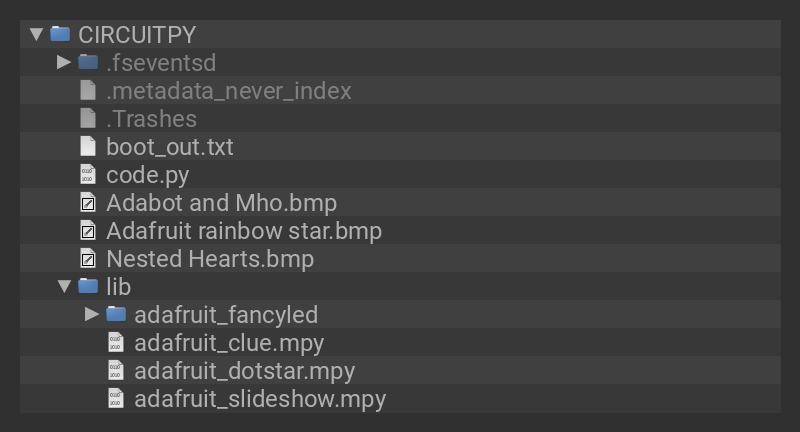 CIRCUITPY
.fseventsd
.metadata_never_index
.Trashes
boot_out.txt
code.py
Adabot and Mho.bmp
Adafruit rainbow star.bmp
Nested Hearts.bmp
lib
adafruit_fancyled
adafruit_clue.mpy
adafruit_dotstar.mpy
adafruit_slideshow.mpy